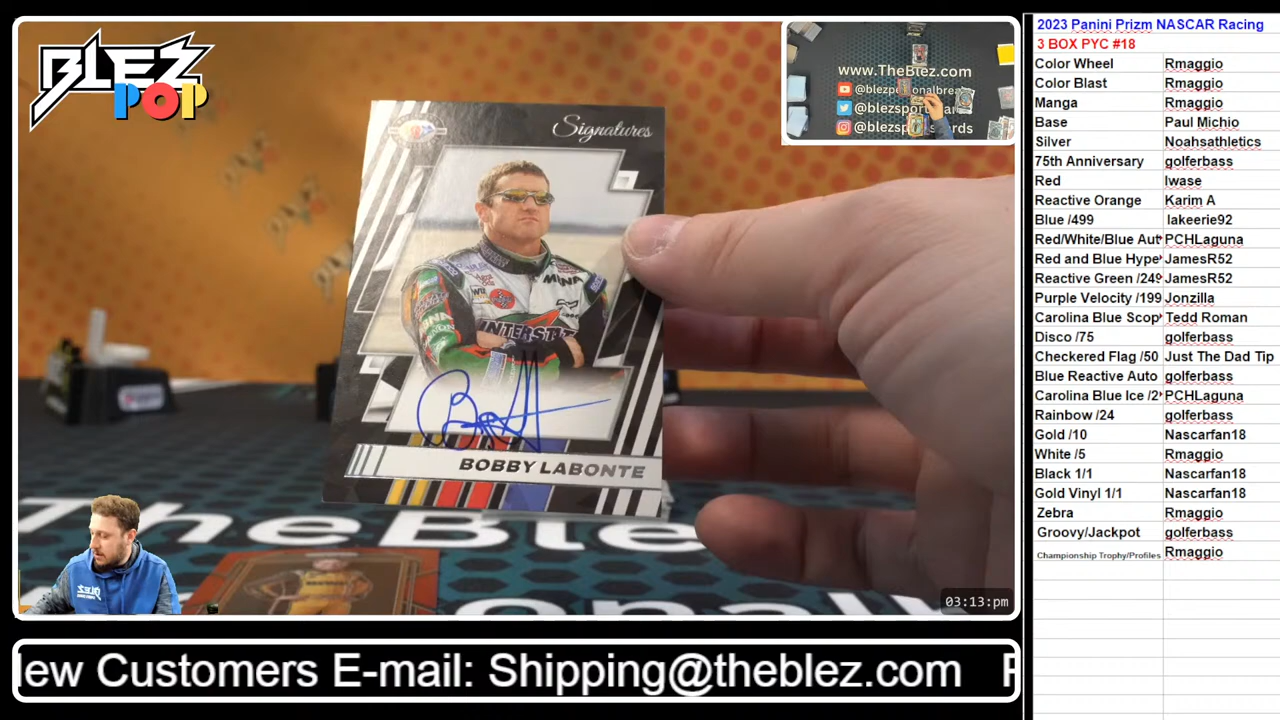 BLEZ
POP
www.TheBlez.com
Signatures
INTERSTAT
BOBBY LABONTE
TheBlez
03:13:pm
New Customers E-mail: Shipping@theblez.com
2023 Panini Prizm NASCAR Racing
3 BOX PYC #18
Color Wheel Rmaggio
Color Blast Rmaggio
Manga Rmaggio
Base Paul Michio
Silver Noahsathletics
75th Anniversary golferbass
Red Iwase
Reactive Orange Karim A
Blue /499 lakeerie92
Red/White/Blue Aut PCHLaguna
Red and Blue Hype JamesR52
Reactive Green /249 JamesR52
Purple Velocity /199 Jonzilla
Carolina Blue Scop Tedd Roman
Disco /75 golferbass
Checkered Flag /50 Just The Dad Tip
Blue Reactive Auto golferbass
Carolina Blue Ice /2 PCHLaguna
Rainbow /24 golferbass
Gold /10 Nascarfan18
White /5 Rmaggio
Black 1/1 Nascarfan18
Gold Vinyl 1/1 Nascarfan18
Zebra Rmaggio
Groovy/Jackpot golferbass
Championship Trophy/Profiles Rmaggio